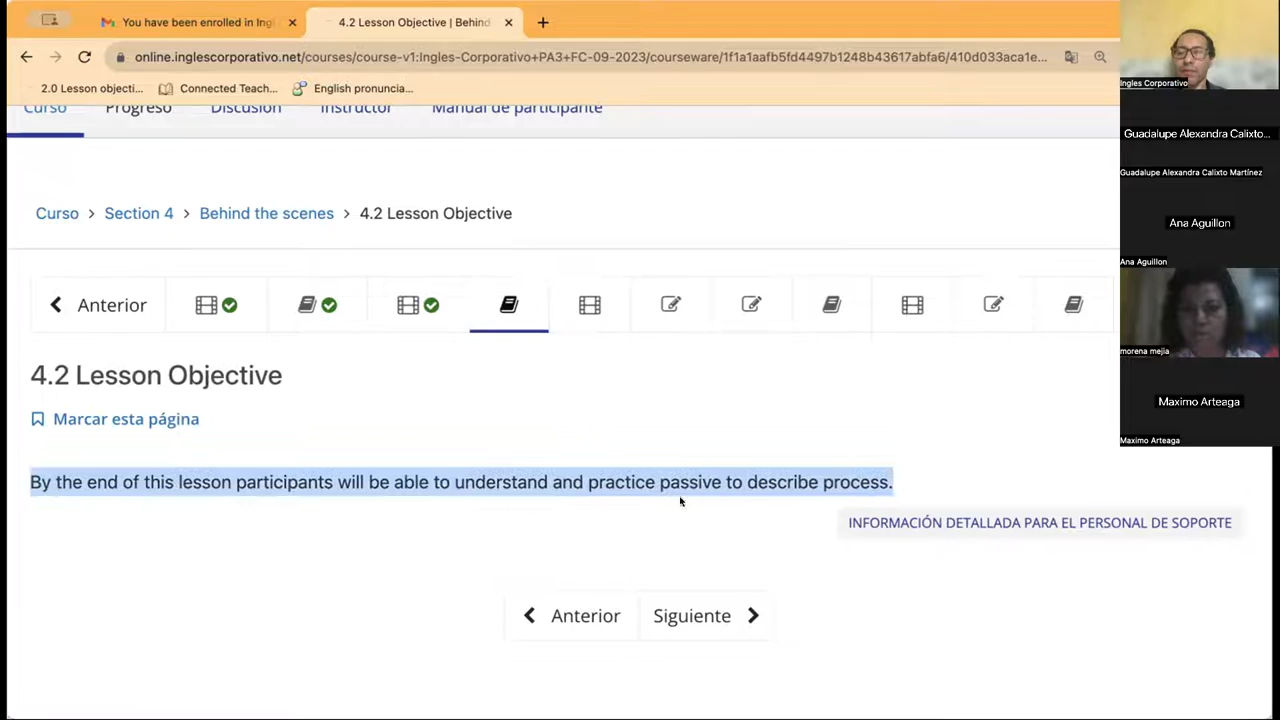 You have been enrolled in Ingl
4.2 Lesson Objective | Behind
online.inglescorporativo.net/courses/course-v1:Ingles-Corporativo+PA3+FC-09-2023/courseware/1f1a1aafb5fd4497b1248b43617abfa6/410d033aca1e...
2.0 Lesson objecti...
Connected Teach...
English pronuncia...
Curso
Progreso
Discusión
Instructor
Manual de participante
Curso > Section 4 > Behind the scenes > 4.2 Lesson Objective
Anterior
4.2 Lesson Objective
Marcar esta página
By the end of this lesson participants will be able to understand and practice passive to describe process.
INFORMACIÓN DETALLADA PARA EL PERSONAL DE SOPORTE
Anterior
Siguiente
Ingles Corporativo
Guadalupe Alexandra Calixto...
Guadalupe Alexandra Calixto Martínez
Ana Aguillon
Ana Aguillon
morena mejia
Maximo Arteaga
Maximo Arteaga